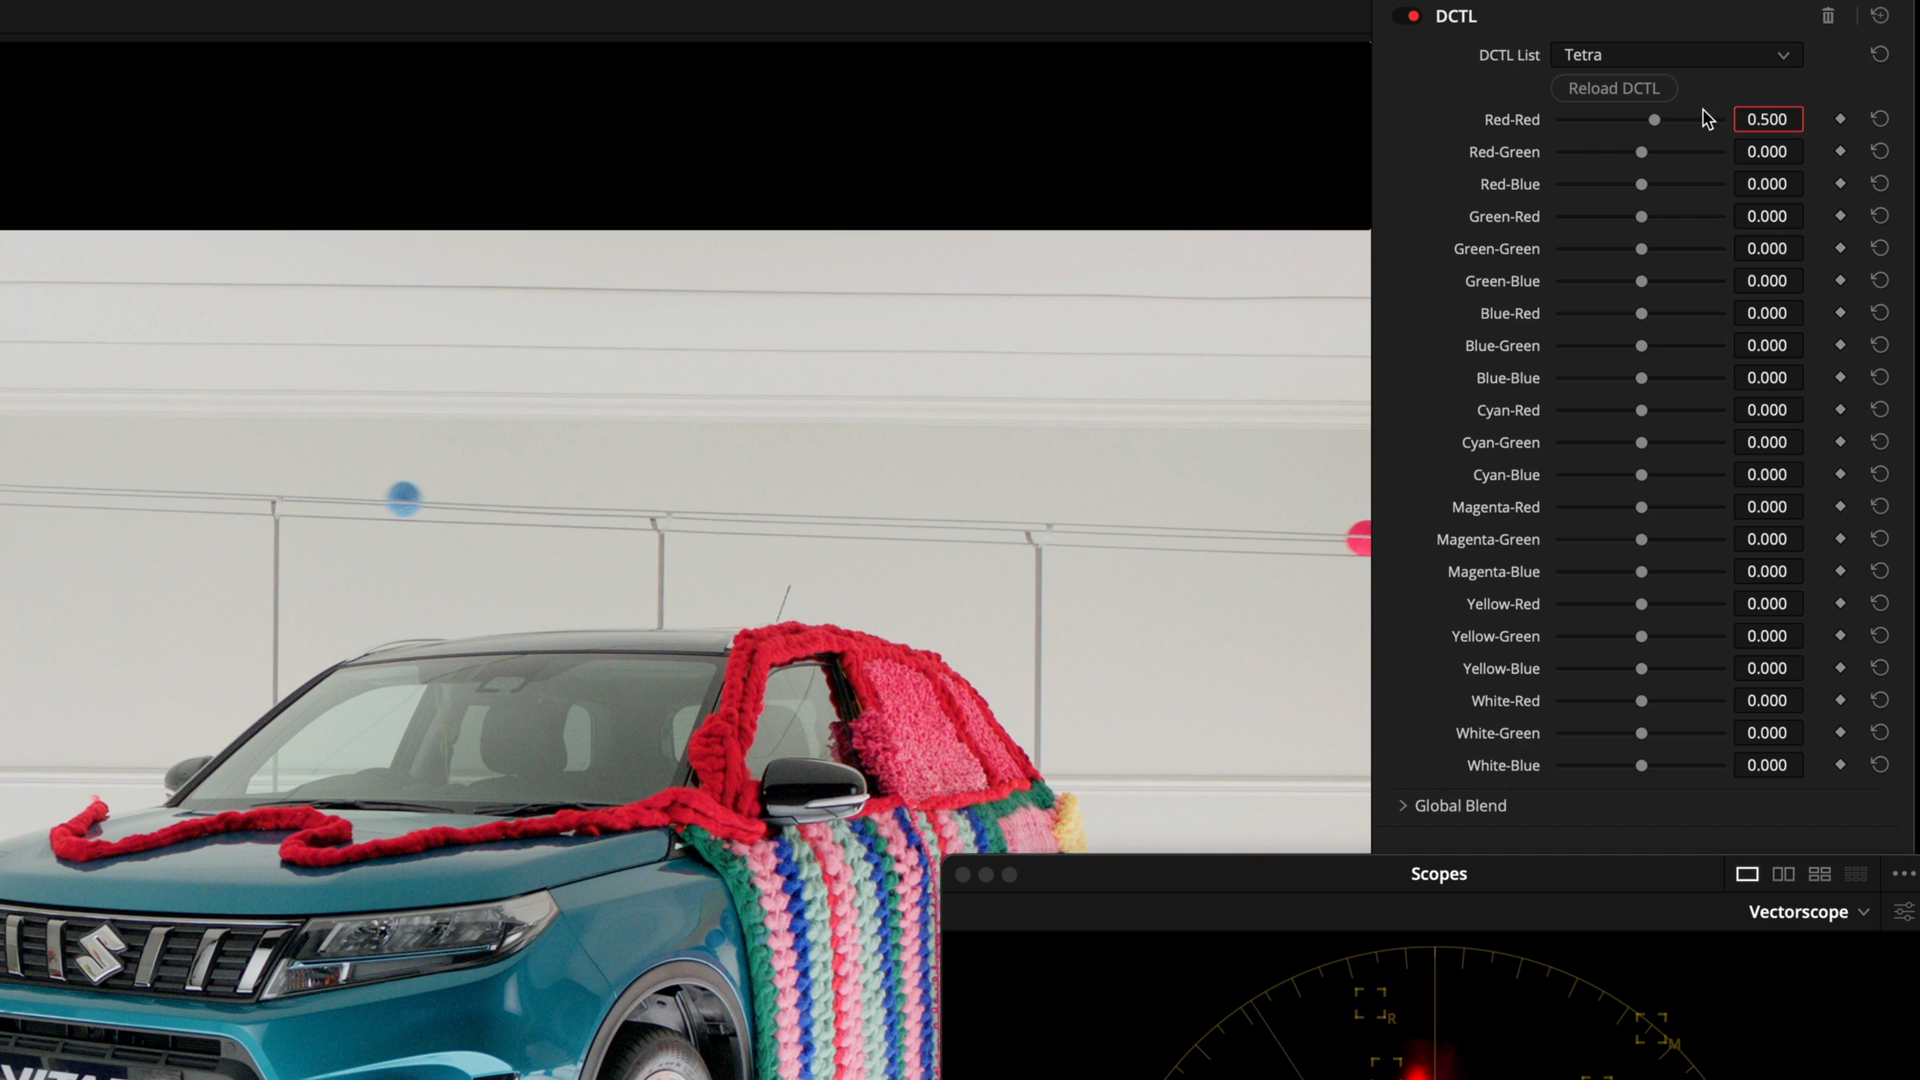 DCTL
DCTL List Tetra
Reload DCTL
Red-Red 0.500
Red-Green 0.000
Red-Blue 0.000
Green-Red 0.000
Green-Green 0.000
Green-Blue 0.000
Blue-Red 0.000
Blue-Green 0.000
Blue-Blue 0.000
Cyan-Red 0.000
Cyan-Green 0.000
Cyan-Blue 0.000
Magenta-Red 0.000
Magenta-Green 0.000
Magenta-Blue 0.000
Yellow-Red 0.000
Yellow-Green 0.000
Yellow-Blue 0.000
White-Red 0.000
White-Green 0.000
White-Blue 0.000
Global Blend
Scopes
Vectorscope
R
M